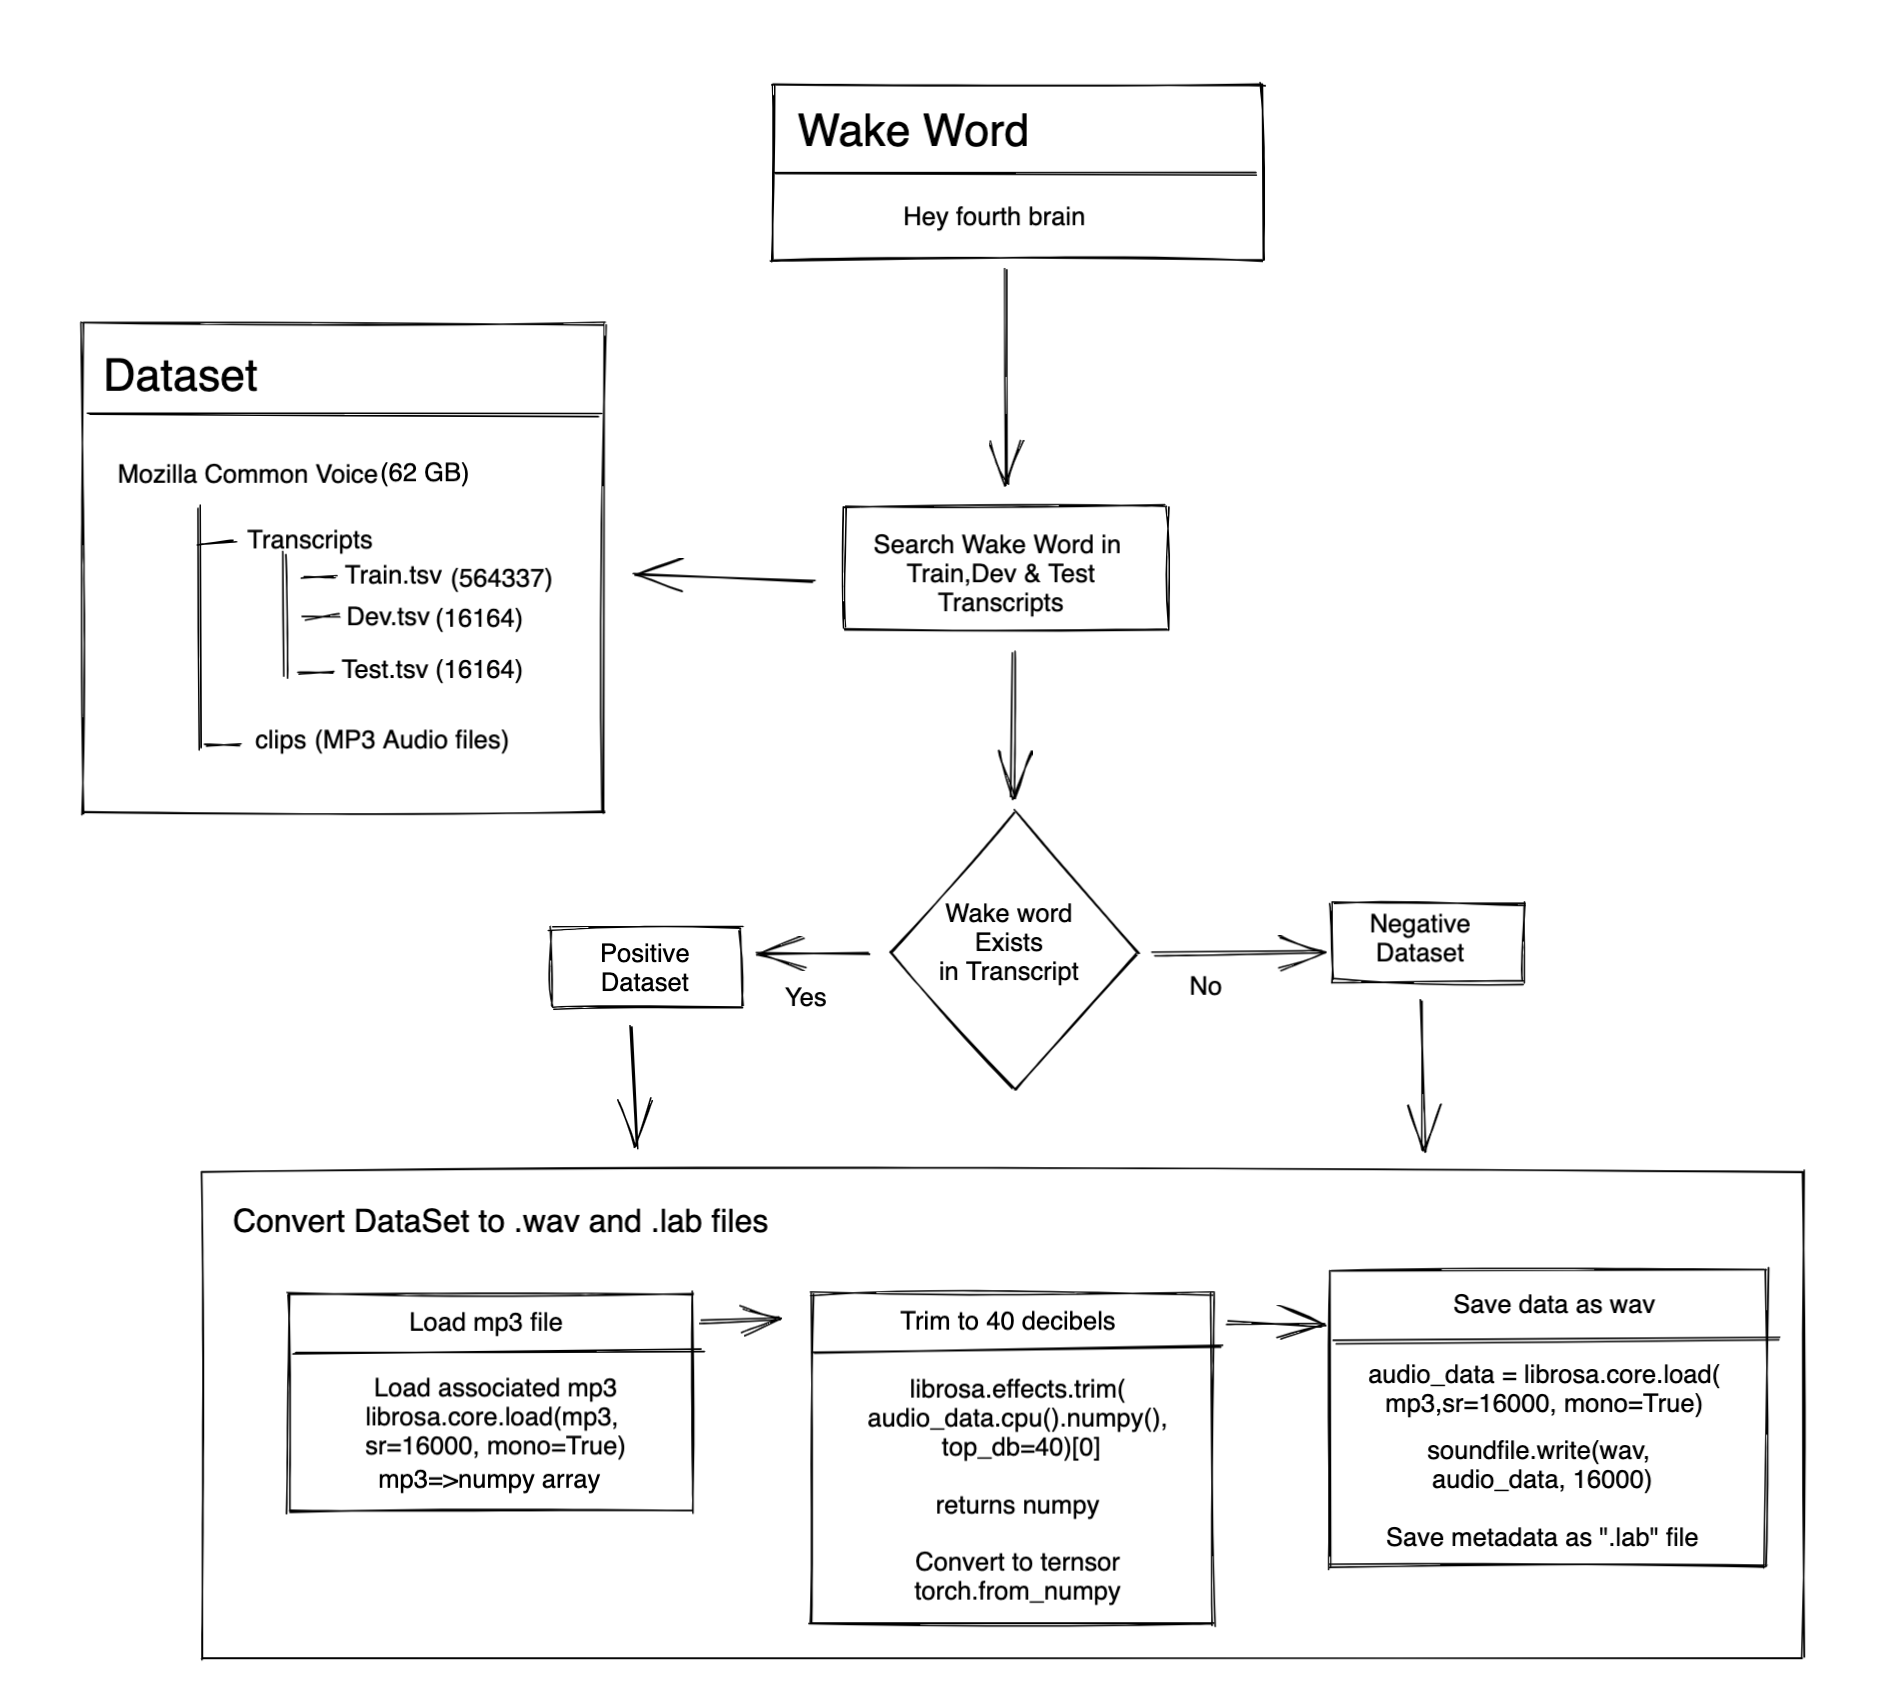 Wake Word
Hey fourth brain
Dataset
Mozilla Common Voice (62 GB)
Transcripts
Train.tsv (564337)
Dev.tsv (16164)
Test.tsv (16164)
clips (MP3 Audio files)
Search Wake Word in
Train,Dev & Test
Transcripts
Wake word
Exists
in Transcript
Positive
Dataset
Yes
No
Negative
Dataset
Convert DataSet to .wav and .lab files
Load mp3 file
Load associated mp3
librosa.core.load(mp3,
sr=16000, mono=True)
mp3=>numpy array
Trim to 40 decibels
librosa.effects.trim(
audio_data.cpu().numpy(),
top_db=40)[0]
returns numpy
Convert to ternsor
torch.from_numpy
Save data as wav
audio_data = librosa.core.load(
mp3,sr=16000, mono=True)
soundfile.write(wav,
audio_data, 16000)
Save metadata as ".lab" file